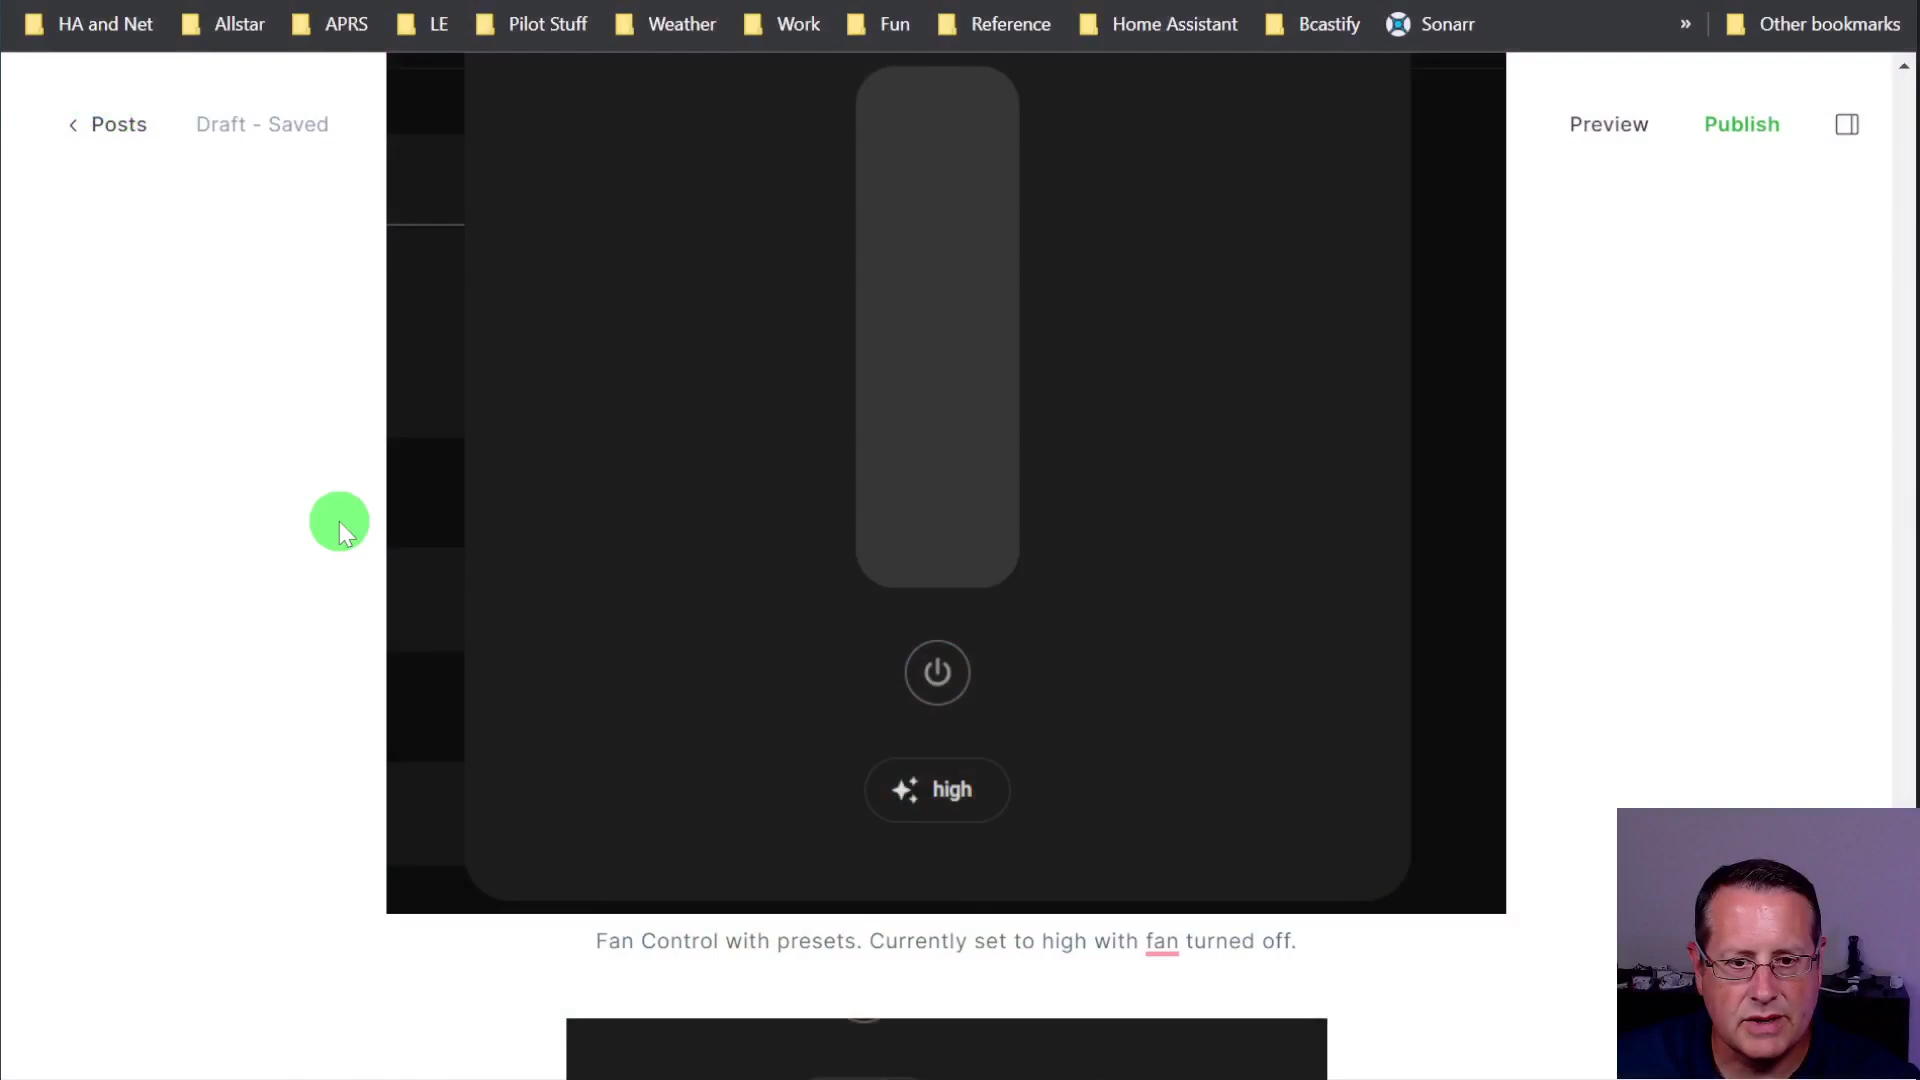 HA and Net Allstar APRS LE Pilot Stuff Weather Work Fun Reference Home Assistant Bcastify Sonarr » Other bookmarks
Posts Draft - Saved Preview Publish
high
Fan Control with presets. Currently set to high with fan turned off.